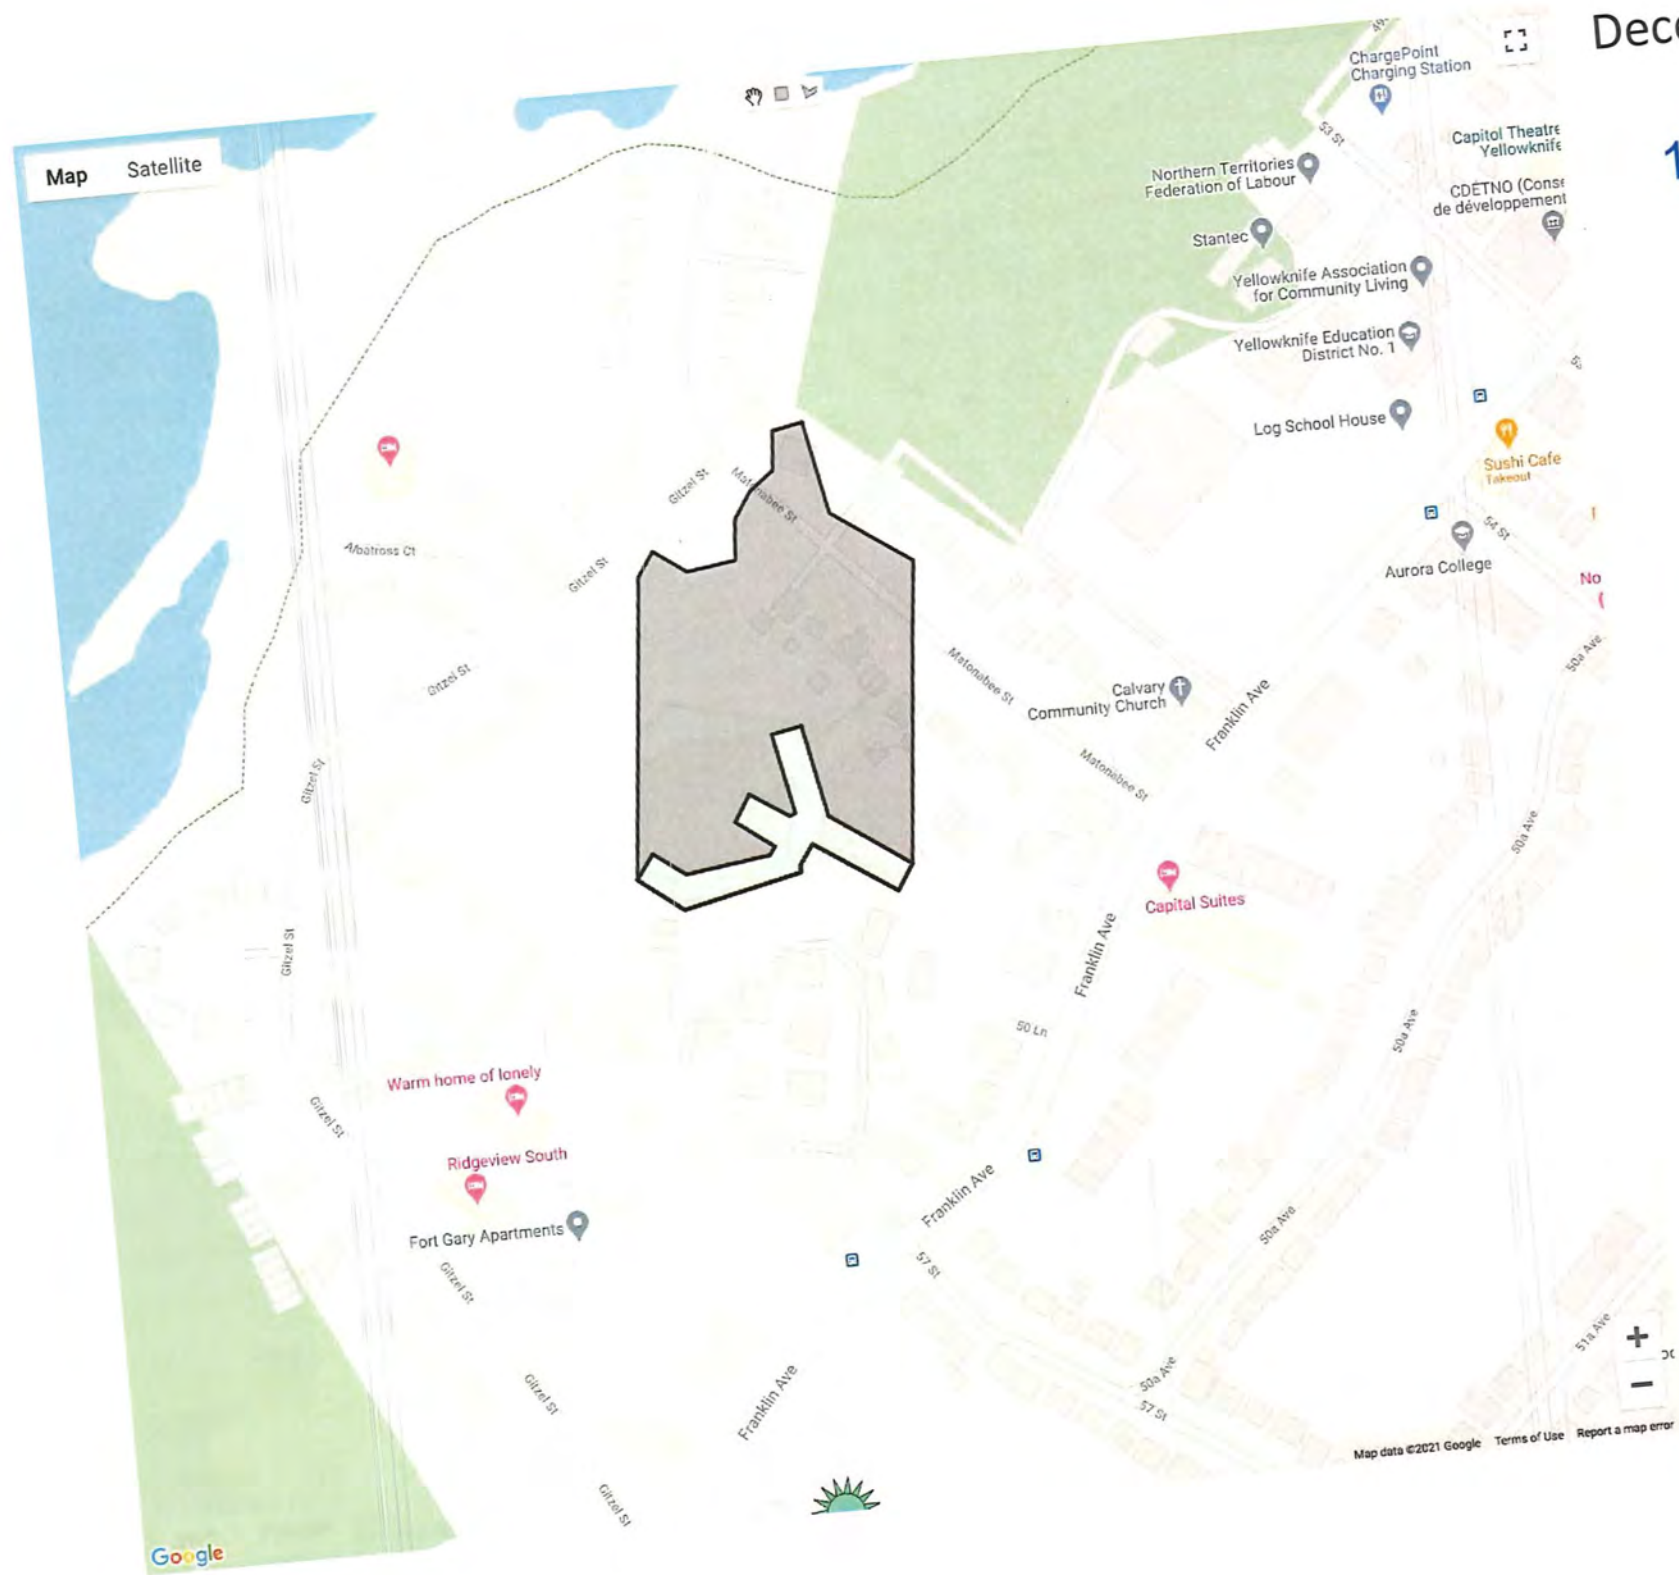 Map
Satellite
ChargePoint
Charging Station
53 St
Capitol Theatre
Yellowknife
Northern Territories
Federation of Labour
CDÉTNO (Conse
de développement
Stantec
Yellowknife Association
for Community Living
Yellowknife Education
District No. 1
Log School House
Sushi Cafe
Takeout
Gitzel St
Matonabee St
54 St
Aurora College
No
Albatross Ct
Gitzel St
Gitzel St
Matonabee St
Calvary
Community Church
Franklin Ave
50a Ave
Matonabee St
Gitzel St
50a Ave
Capital Suites
Gitzel St
Franklin Ave
50 Ln
50a Ave
Warm home of lonely
Gitzel St
Ridgeview South
Franklin Ave
Fort Gary Apartments
50a Ave
57 St
Gitzel St
51a Ave
Gitzel St
Franklin Ave
50a Ave
57 St
Gitzel St
Map data ©2021 Google
Terms of Use
Report a map error
Google